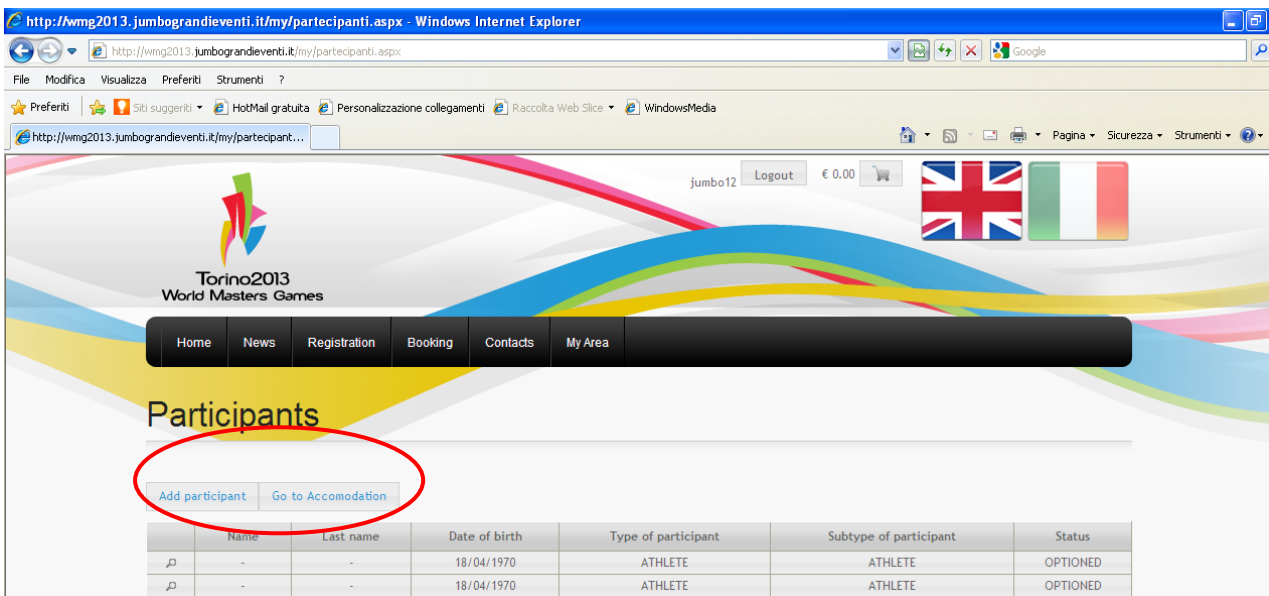 http://wmg2013.jumbograndieventi.it/my/partecipanti.aspx - Windows Internet Explorer
http://wmg2013.jumbograndieventi.it/my/partecipanti.aspx
Google
File Modifica Visualizza Preferiti Strumenti ?
Preferiti Siti suggeriti HotMail gratuita Personalizzazione collegamenti Raccolta Web Slice WindowsMedia
http://wmg2013.jumbograndieventi.it/my/partecipant... Pagina Sicurezza Strumenti
jumbo12 Logout € 0.00
Torino2013
World Masters Games
Home News Registration Booking Contacts My Area
Participants
Add participant Go to Accomodation
Name Last name Date of birth Type of participant Subtype of participant Status
- - 18/04/1970 ATHLETE ATHLETE OPTIONED
- - 18/04/1970 ATHLETE ATHLETE OPTIONED